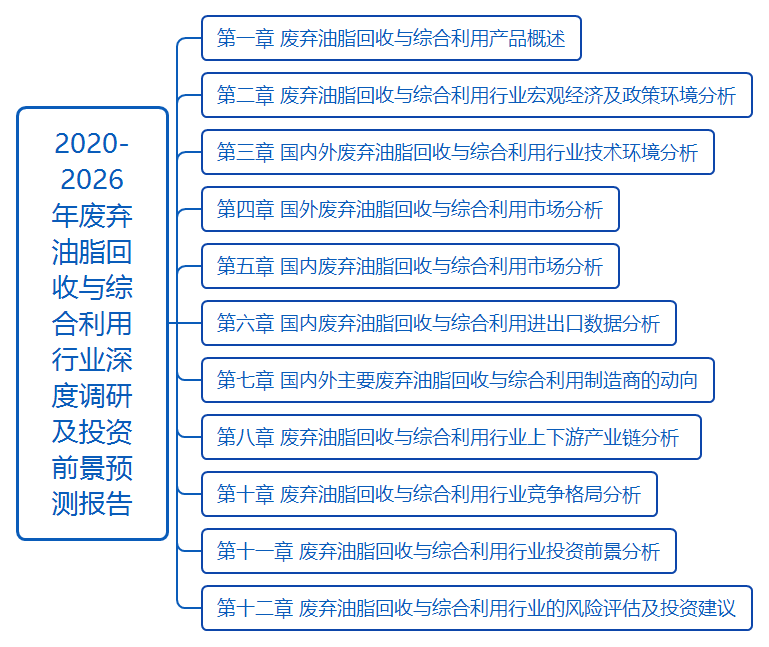 2020-
2026
年废弃
油脂回
收与综
合利用
行业深
度调研
及投资
前景预
测报告
第一章 废弃油脂回收与综合利用产品概述
第二章 废弃油脂回收与综合利用行业宏观经济及政策环境分析
第三章 国内外废弃油脂回收与综合利用行业技术环境分析
第四章 国外废弃油脂回收与综合利用市场分析
第五章 国内废弃油脂回收与综合利用市场分析
第六章 国内废弃油脂回收与综合利用进出口数据分析
第七章 国内外主要废弃油脂回收与综合利用制造商的动向
第八章 废弃油脂回收与综合利用行业上下游产业链分析
第十章 废弃油脂回收与综合利用行业竞争格局分析
第十一章 废弃油脂回收与综合利用行业投资前景分析
第十二章 废弃油脂回收与综合利用行业的风险评估及投资建议